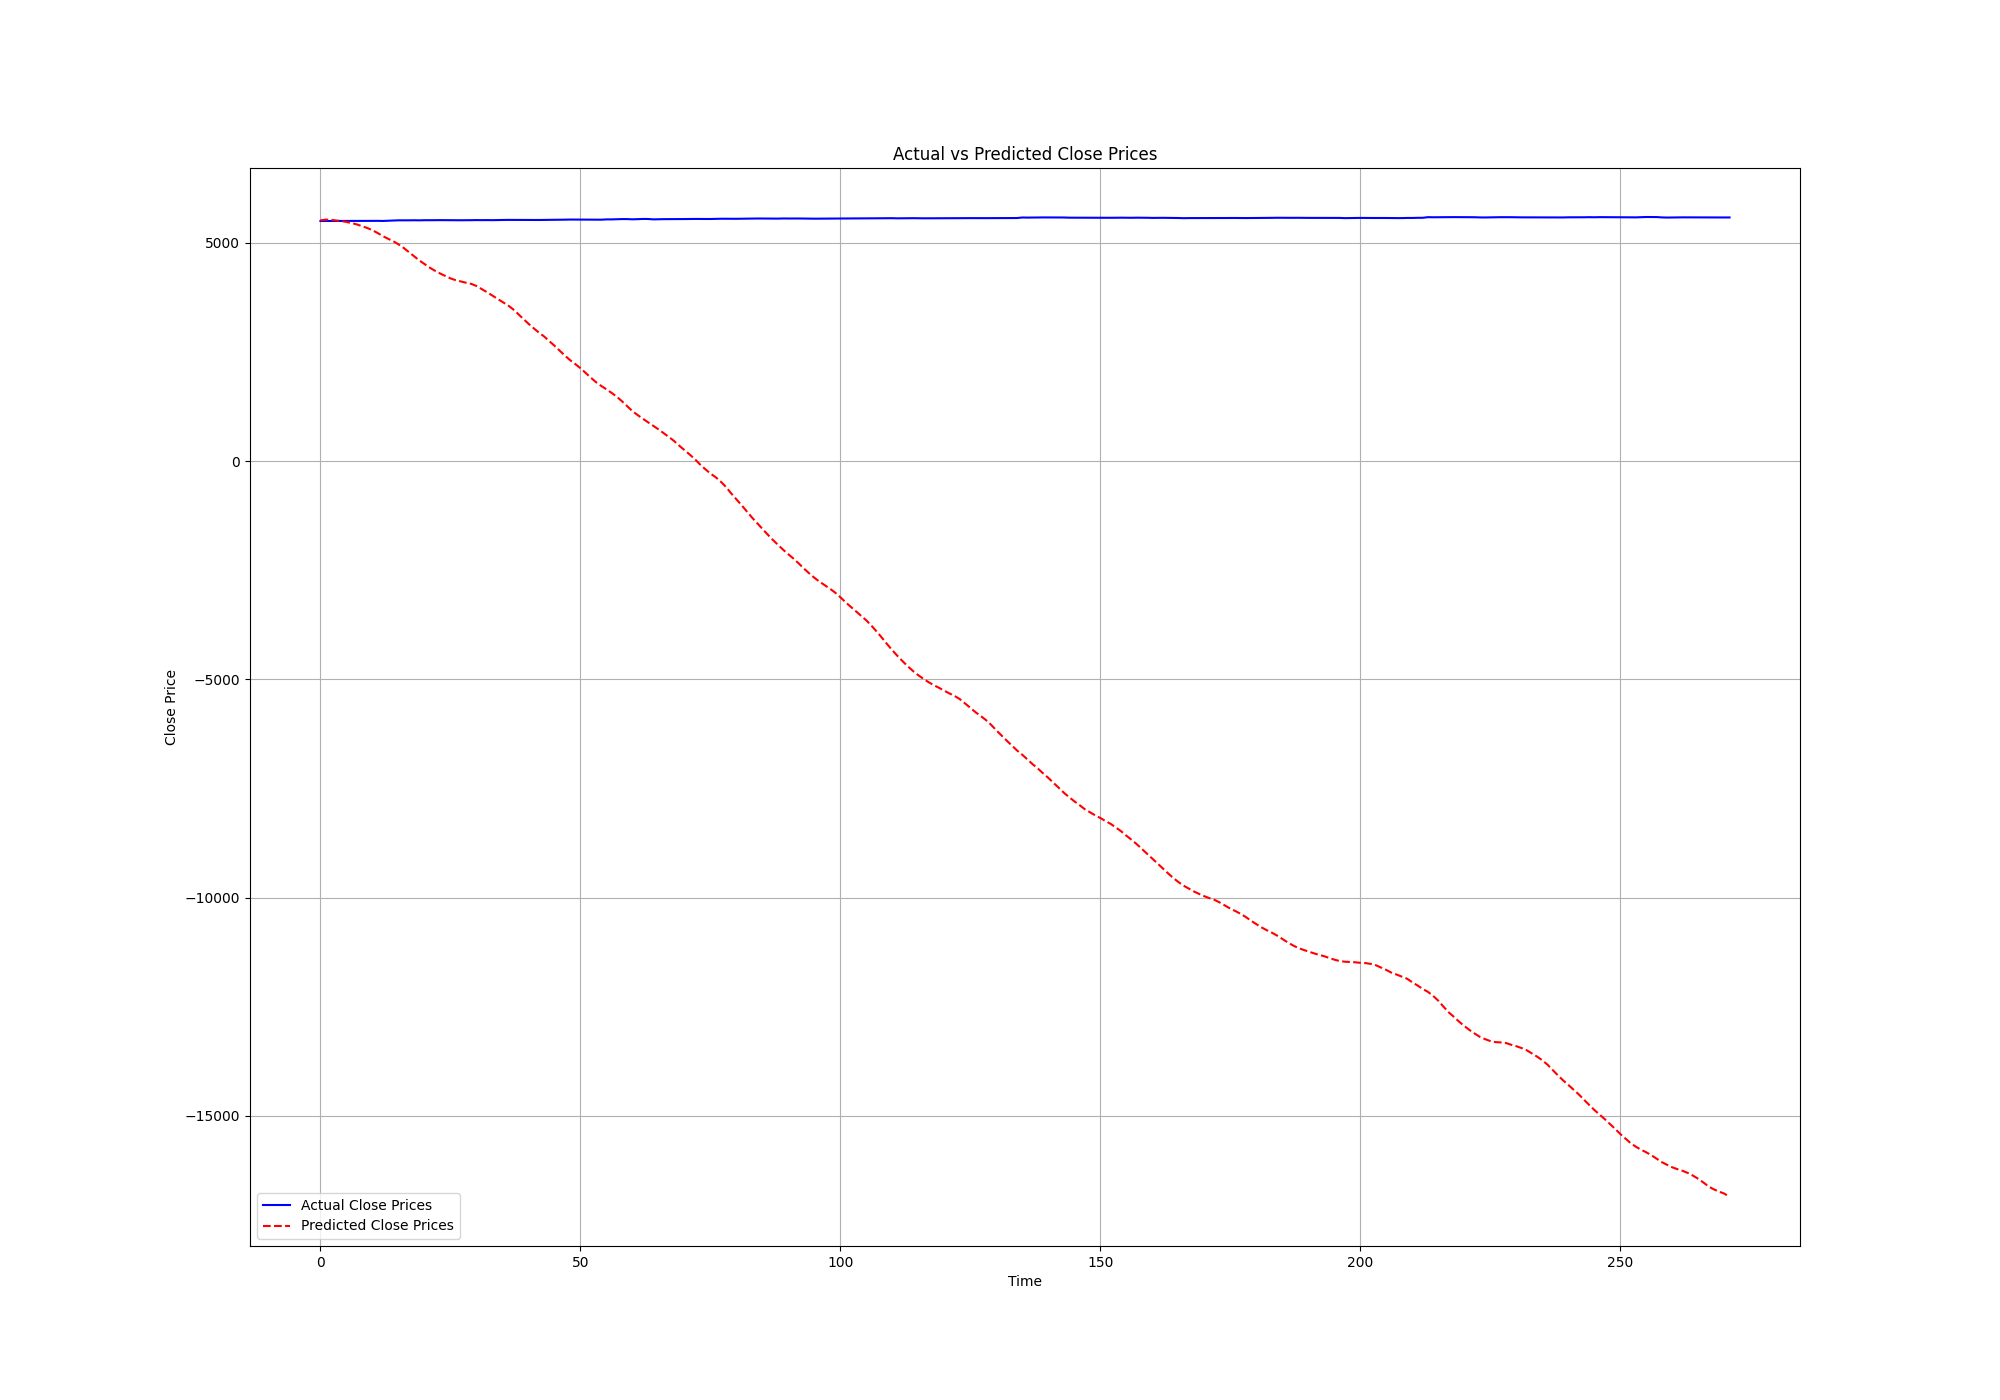 Actual vs Predicted Close Prices
Close Price
5000
0
−5000
−10000
−15000
Actual Close Prices
Predicted Close Prices
0 50 100 150 200 250
Time